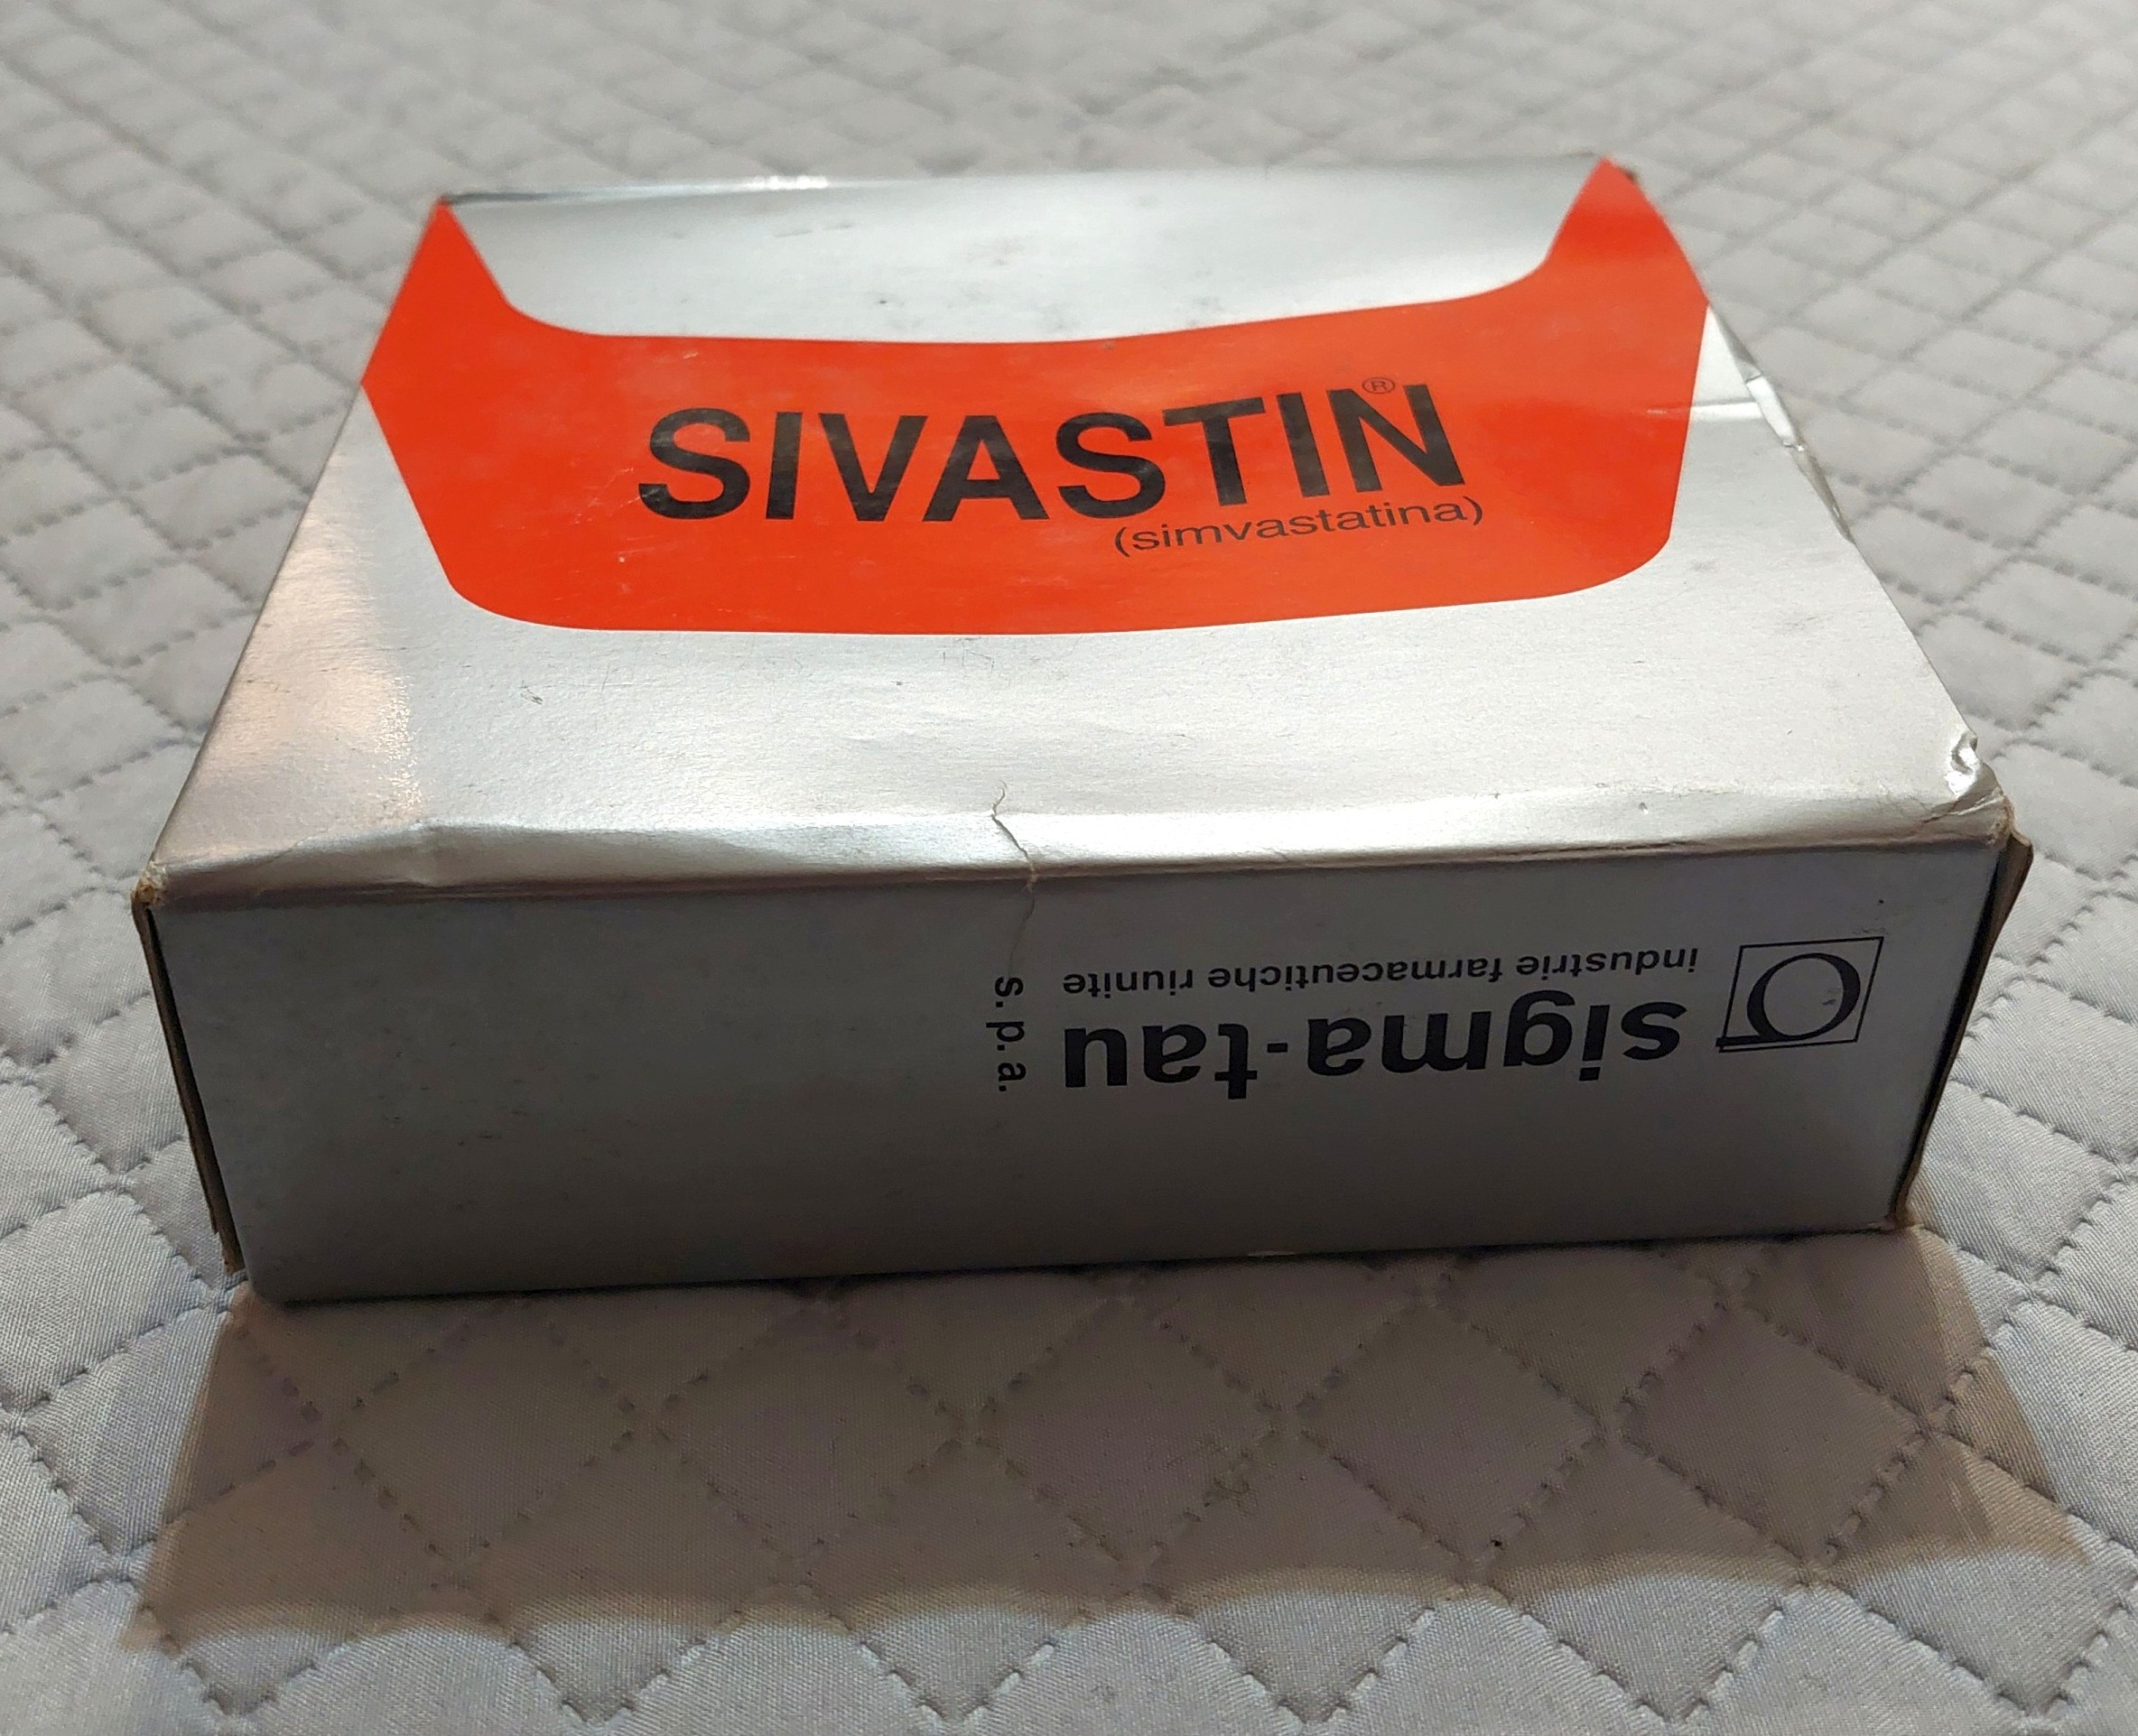 SIVASTIN®
(simvastatina)
sigma-tau
industrie farmaceutiche riunite
s.p.a.